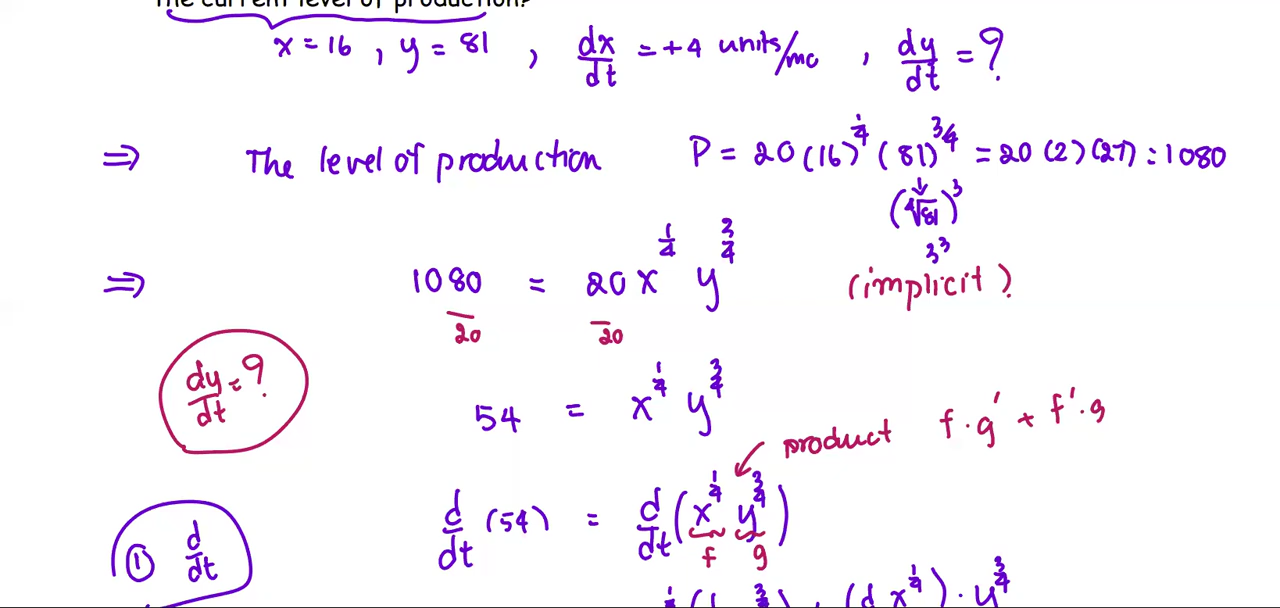 the current level of production?
x = 16 , y = 81 , dx/dt = +4 units/mo , dy/dt = ?
⇒ The level of production P = 20 (16)^1/4 (81)^3/4 = 20 (2) (27) = 1080
(⁴√81)^3
3^3
⇒ 1080 = 20 x^1/4 y^3/4 (implicit)
20 20
dy/dt = ?
54 = x^1/4 y^3/4
product f · g' + f' · g
① d/dt d/dt (54) = d/dt (x^1/4 y^3/4)
f g